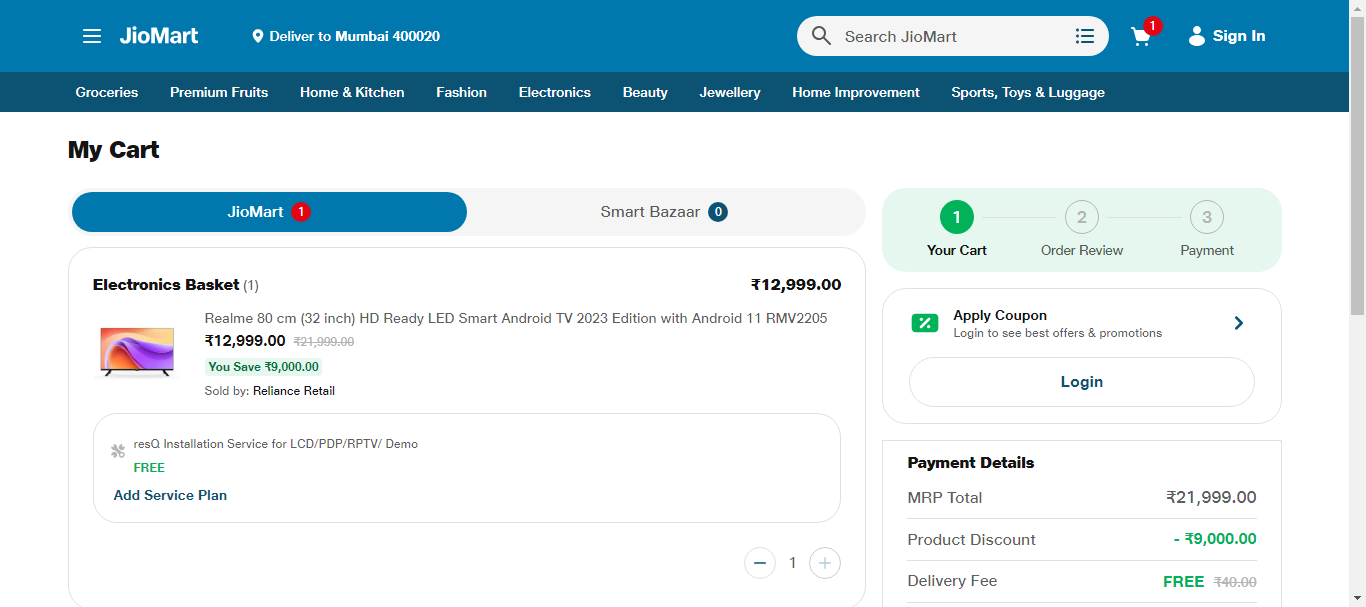 JioMart
Deliver to Mumbai 400020
Search JioMart
1
Sign In
Groceries
Premium Fruits
Home & Kitchen
Fashion
Electronics
Beauty
Jewellery
Home Improvement
Sports, Toys & Luggage
My Cart
JioMart 1
Smart Bazaar 0
Electronics Basket (1)
₹12,999.00
Realme 80 cm (32 inch) HD Ready LED Smart Android TV 2023 Edition with Android 11 RMV2205
₹12,999.00 ₹21,999.00
You Save ₹9,000.00
Sold by: Reliance Retail
resQ Installation Service for LCD/PDP/RPTV/ Demo
FREE
Add Service Plan
1
1 2 3
Your Cart Order Review Payment
Apply Coupon
Login to see best offers & promotions
Login
Payment Details
MRP Total ₹21,999.00
Product Discount - ₹9,000.00
Delivery Fee FREE ₹40.00